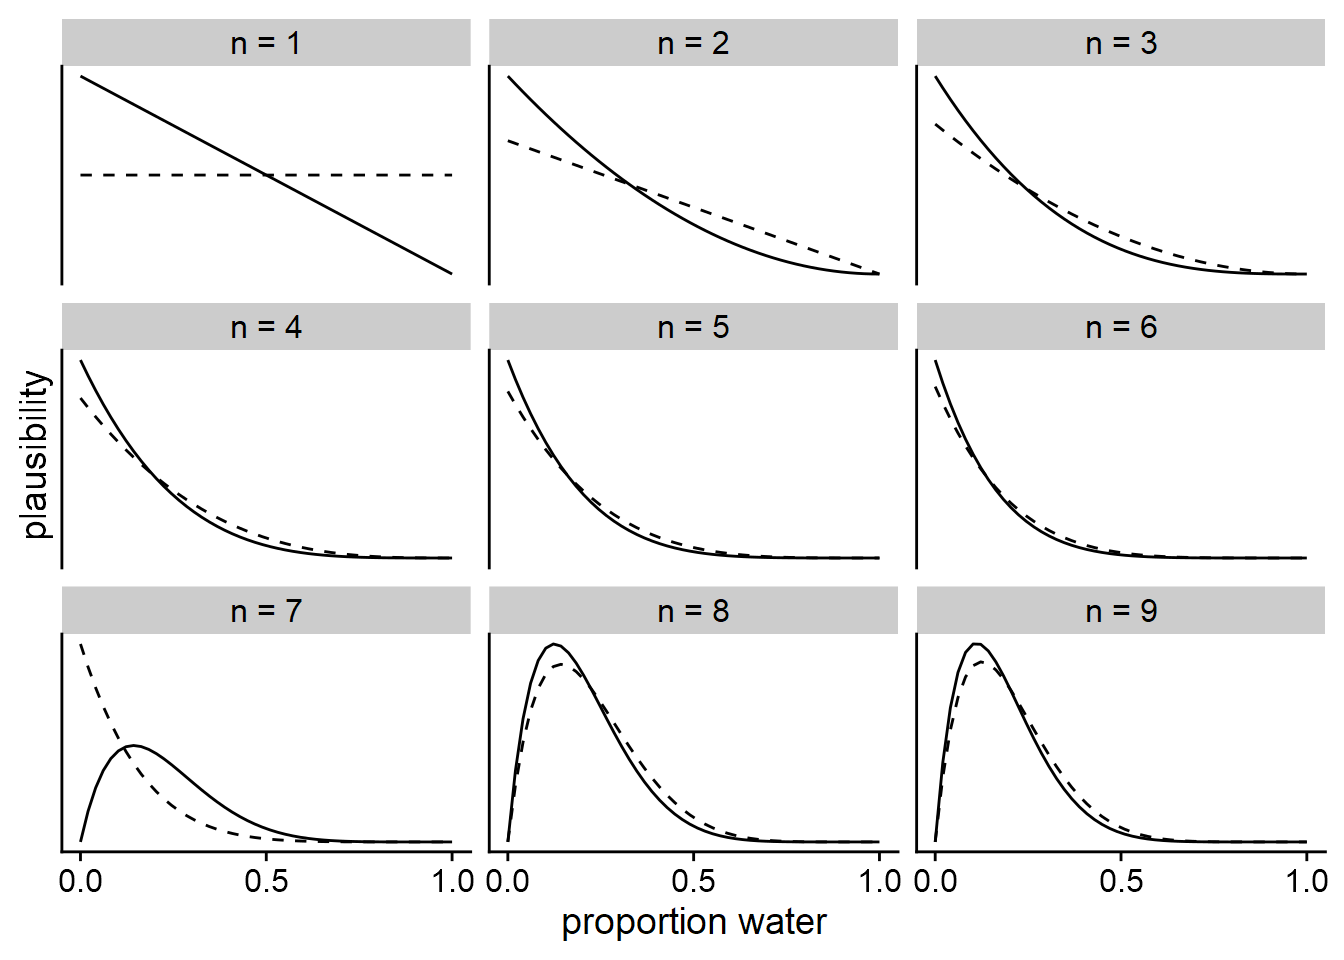 n = 1
n = 2
n = 3
n = 4
n = 5
n = 6
n = 7
n = 8
n = 9
plausibility
0.0 0.5 1.0
0.0 0.5 1.0
0.0 0.5 1.0
proportion water